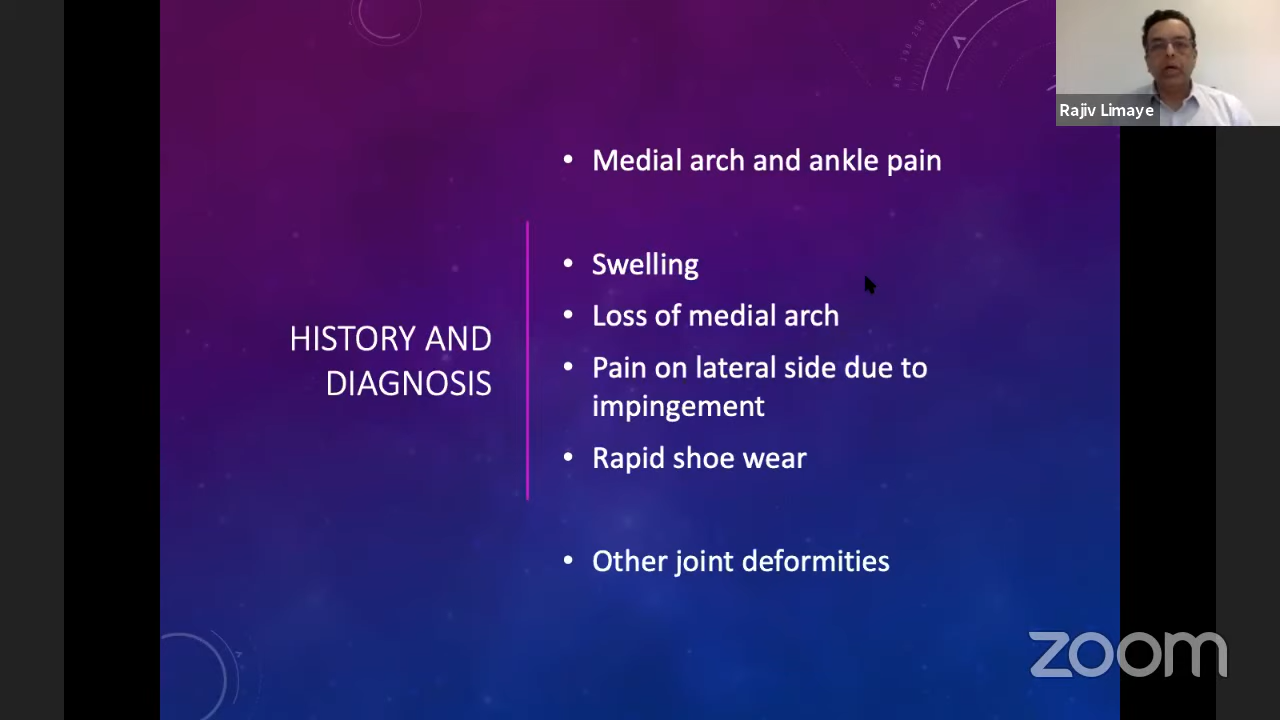 Rajiv Limaye
HISTORY AND
DIAGNOSIS
• Medial arch and ankle pain
• Swelling
• Loss of medial arch
• Pain on lateral side due to
impingement
• Rapid shoe wear
• Other joint deformities
zoom